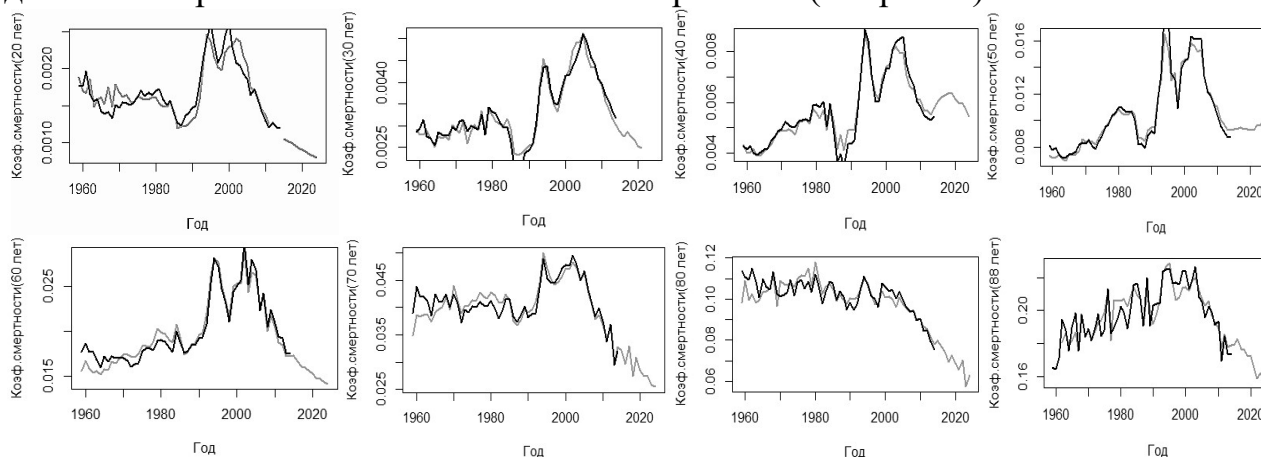 Коэф.смертности(20 лет)
0.0010 0.0020
1960 1980 2000 2020
Год
Коэф.смертности(30 лет)
0.0025 0.0040
1960 1980 2000 2020
Год
Коэф.смертности(40 лет)
0.004 0.006 0.008
1960 1980 2000 2020
Год
Коэф.смертности(50 лет)
0.008 0.012 0.016
1960 1980 2000 2020
Год
Коэф.смертности(60 лет)
0.015 0.025
1960 1980 2000 2020
Год
Коэф.смертности(70 лет)
0.025 0.035 0.045
1960 1980 2000 2020
Год
Коэф.смертности(80 лет)
0.06 0.08 0.10 0.12
1960 1980 2000 2020
Год
Коэф.смертности(88 лет)
0.16 0.20
1960 1980 2000 2020
Год